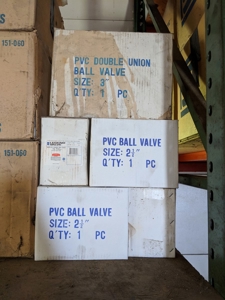 151-060
151-060
PVC DOUBLE UNION
BALL VALVE
SIZE: 3"
Q'TY: 1 PC
PVC BALL VALVE
SIZE: 2½"
Q'TY: 1 PC
PVC BALL VALVE
SIZE: 2½"
Q'TY: 1 PC